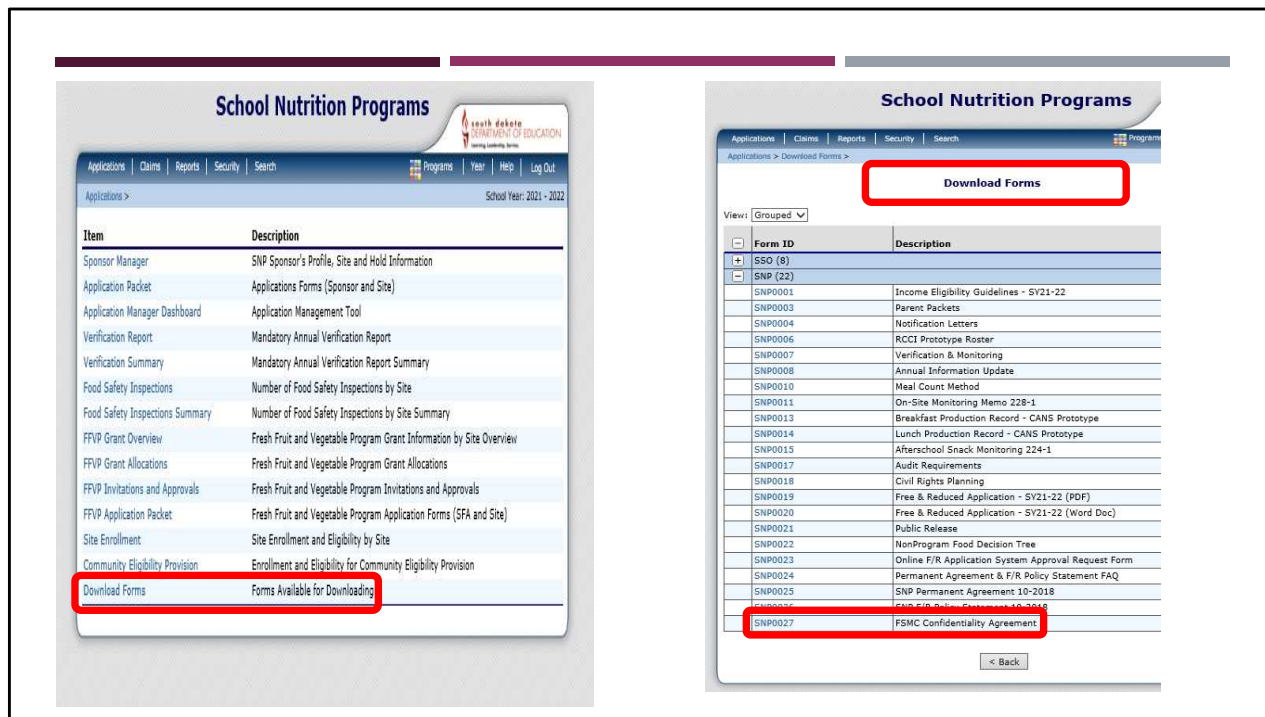 School Nutrition Programs
south dakota
DEPARTMENT OF EDUCATION
Learning. Leadership. Service.
Applications | Claims | Reports | Security | Search Programs | Year | Help | Log Out
Applications > School Year: 2021 - 2022
Item Description
Sponsor Manager SNP Sponsor's Profile, Site and Hold Information
Application Packet Applications Forms (Sponsor and Site)
Application Manager Dashboard Application Management Tool
Verification Report Mandatory Annual Verification Report
Verification Summary Mandatory Annual Verification Report Summary
Food Safety Inspections Number of Food Safety Inspections by Site
Food Safety Inspections Summary Number of Food Safety Inspections by Site Summary
FFVP Grant Overview Fresh Fruit and Vegetable Program Grant Information by Site Overview
FFVP Grant Allocations Fresh Fruit and Vegetable Program Grant Allocations
FFVP Invitations and Approvals Fresh Fruit and Vegetable Program Invitations and Approvals
FFVP Application Packet Fresh Fruit and Vegetable Program Application Forms (SFA and Site)
Site Enrollment Site Enrollment and Eligibility by Site
Community Eligibility Provision Enrollment and Eligibility for Community Eligibility Provision
Download Forms Forms Available for Downloading
School Nutrition Programs
Applications | Claims | Reports | Security | Search Programs
Applications > Download Forms >
Download Forms
View: Grouped
Form ID Description
SSO (8)
SNP (22)
SNP0001 Income Eligibility Guidelines - SY21-22
SNP0003 Parent Packets
SNP0004 Notification Letters
SNP0006 RCCI Prototype Roster
SNP0007 Verification & Monitoring
SNP0008 Annual Information Update
SNP0010 Meal Count Method
SNP0011 On-Site Monitoring Memo 228-1
SNP0013 Breakfast Production Record - CANS Prototype
SNP0014 Lunch Production Record - CANS Prototype
SNP0015 Afterschool Snack Monitoring 224-1
SNP0017 Audit Requirements
SNP0018 Civil Rights Planning
SNP0019 Free & Reduced Application - SY21-22 (PDF)
SNP0020 Free & Reduced Application - SY21-22 (Word Doc)
SNP0021 Public Release
SNP0022 NonProgram Food Decision Tree
SNP0023 Online F/R Application System Approval Request Form
SNP0024 Permanent Agreement & F/R Policy Statement FAQ
SNP0025 SNP Permanent Agreement 10-2018
SNP0026 SNP F/R Policy Statement 10-2018
SNP0027 FSMC Confidentiality Agreement
< Back